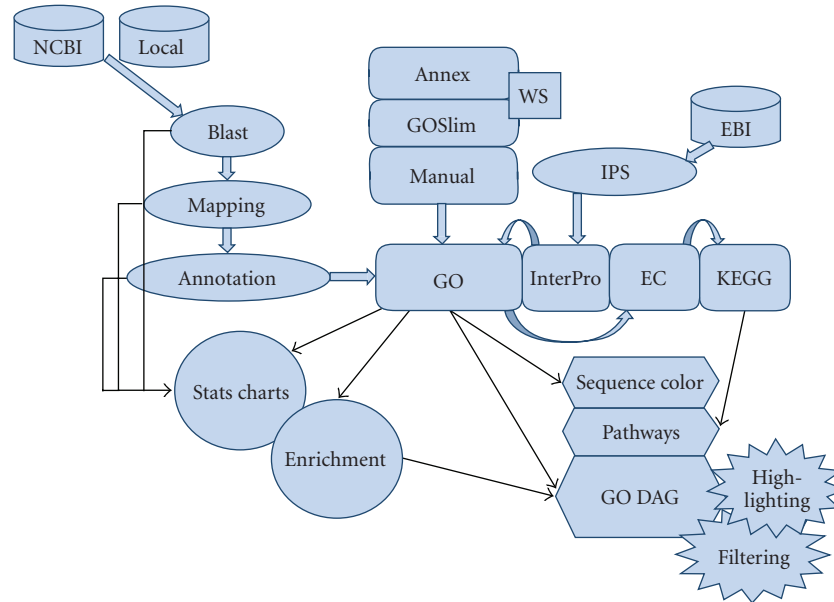 NCBI
Local
Annex
WS
GOSlim
EBI
Blast
Manual
IPS
Mapping
Annotation
GO
InterPro
EC
KEGG
Stats charts
Sequence color
Pathways
Enrichment
GO DAG
High-
lighting
Filtering